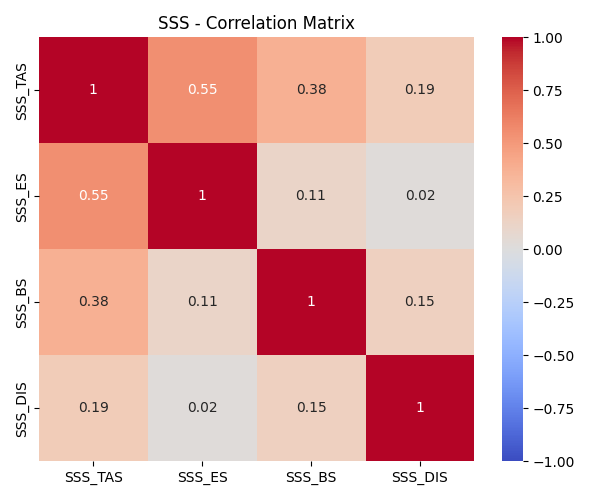 SSS - Correlation Matrix
SSS_TAS
1
0.55
0.38
0.19
SSS_ES
0.55
1
0.11
0.02
SSS_BS
0.38
0.11
1
0.15
SSS_DIS
0.19
0.02
0.15
1
SSS_TAS
SSS_ES
SSS_BS
SSS_DIS
1.00
0.75
0.50
0.25
0.00
−0.25
−0.50
−0.75
−1.00